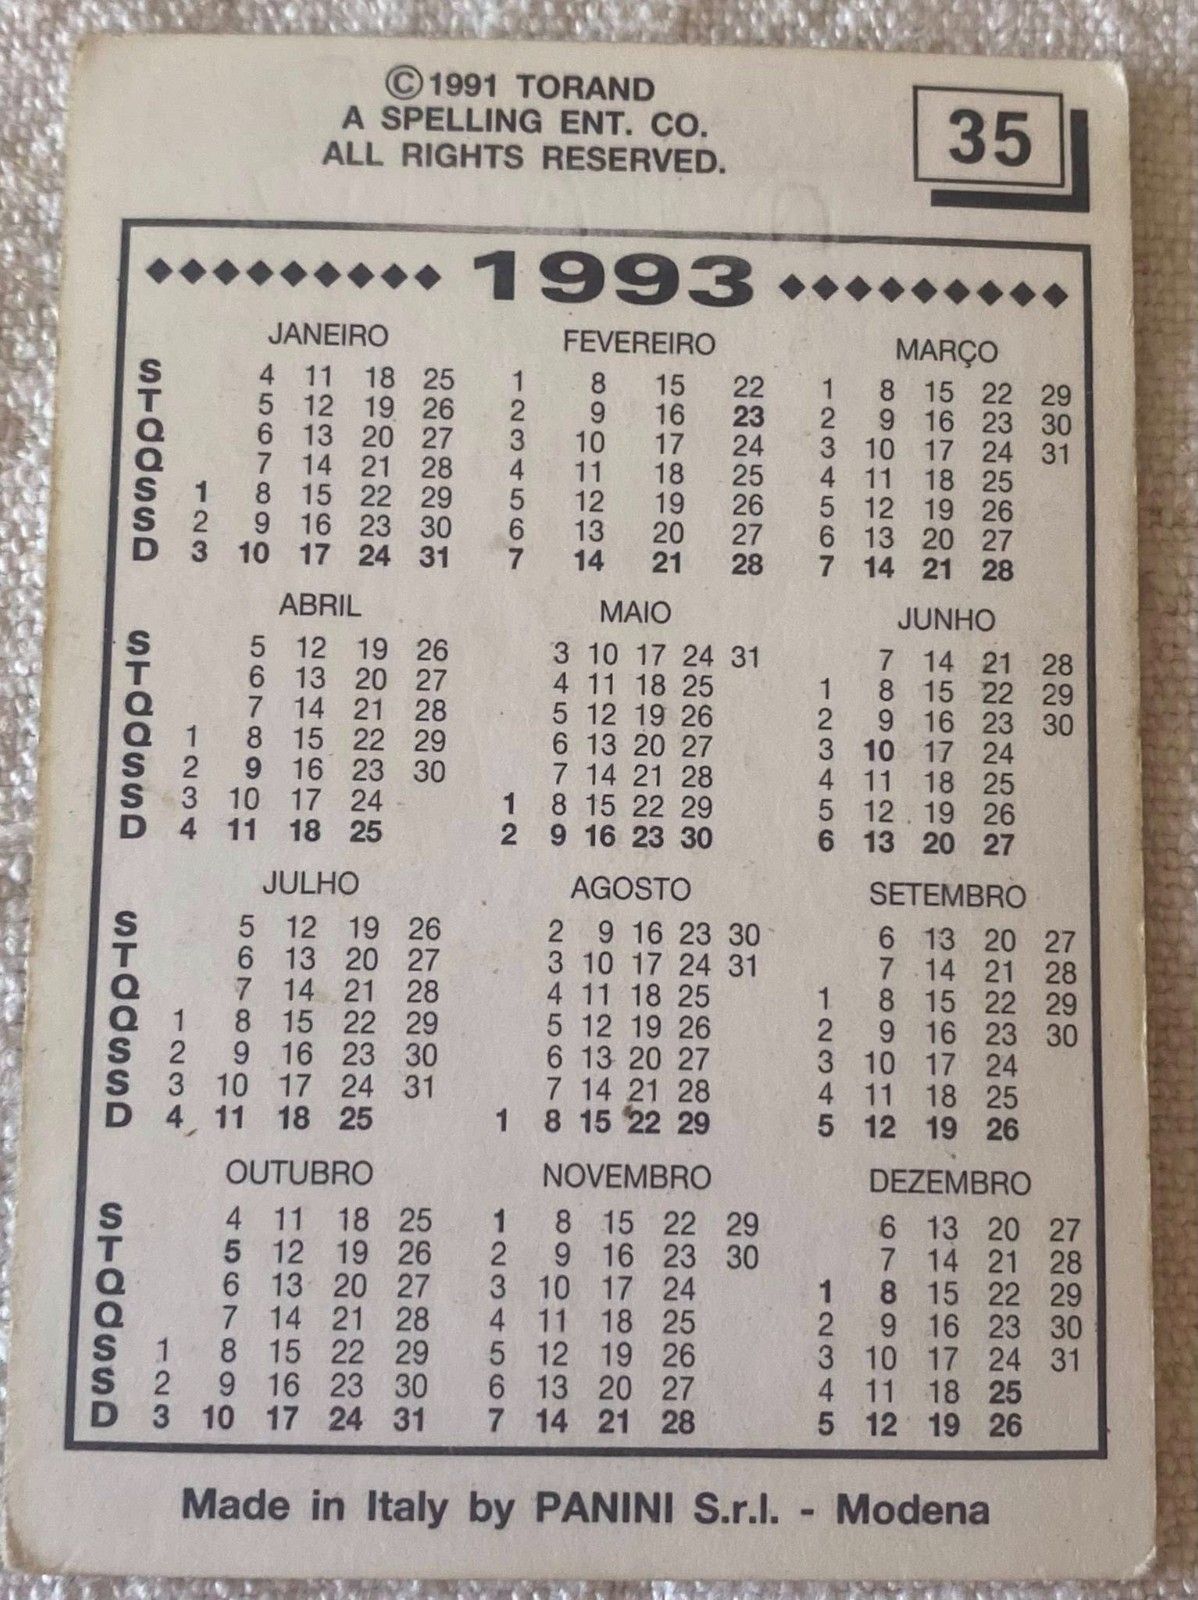 ©1991 TORAND
A SPELLING ENT. CO.
ALL RIGHTS RESERVED.
35
1993
JANEIRO FEVEREIRO MARÇO
S 4 11 18 25 1 8 15 22 1 8 15 22 29
T 5 12 19 26 2 9 16 23 2 9 16 23 30
Q 6 13 20 27 3 10 17 24 3 10 17 24 31
Q 7 14 21 28 4 11 18 25 4 11 18 25
S 1 8 15 22 29 5 12 19 26 5 12 19 26
S 2 9 16 23 30 6 13 20 27 6 13 20 27
D 3 10 17 24 31 7 14 21 28 7 14 21 28
ABRIL MAIO JUNHO
S 5 12 19 26 3 10 17 24 31 7 14 21 28
T 6 13 20 27 4 11 18 25 1 8 15 22 29
Q 7 14 21 28 5 12 19 26 2 9 16 23 30
Q 1 8 15 22 29 6 13 20 27 3 10 17 24
S 2 9 16 23 30 7 14 21 28 4 11 18 25
S 3 10 17 24 1 8 15 22 29 5 12 19 26
D 4 11 18 25 2 9 16 23 30 6 13 20 27
JULHO AGOSTO SETEMBRO
S 5 12 19 26 2 9 16 23 30 6 13 20 27
T 6 13 20 27 3 10 17 24 31 7 14 21 28
Q 7 14 21 28 4 11 18 25 1 8 15 22 29
Q 1 8 15 22 29 5 12 19 26 2 9 16 23 30
S 2 9 16 23 30 6 13 20 27 3 10 17 24
S 3 10 17 24 31 7 14 21 28 4 11 18 25
D 4 11 18 25 1 8 15 22 29 5 12 19 26
OUTUBRO NOVEMBRO DEZEMBRO
S 4 11 18 25 1 8 15 22 29 6 13 20 27
T 5 12 19 26 2 9 16 23 30 7 14 21 28
Q 6 13 20 27 3 10 17 24 1 8 15 22 29
Q 7 14 21 28 4 11 18 25 2 9 16 23 30
S 1 8 15 22 29 5 12 19 26 3 10 17 24 31
S 2 9 16 23 30 6 13 20 27 4 11 18 25
D 3 10 17 24 31 7 14 21 28 5 12 19 26
Made in Italy by PANINI S.r.l. - Modena